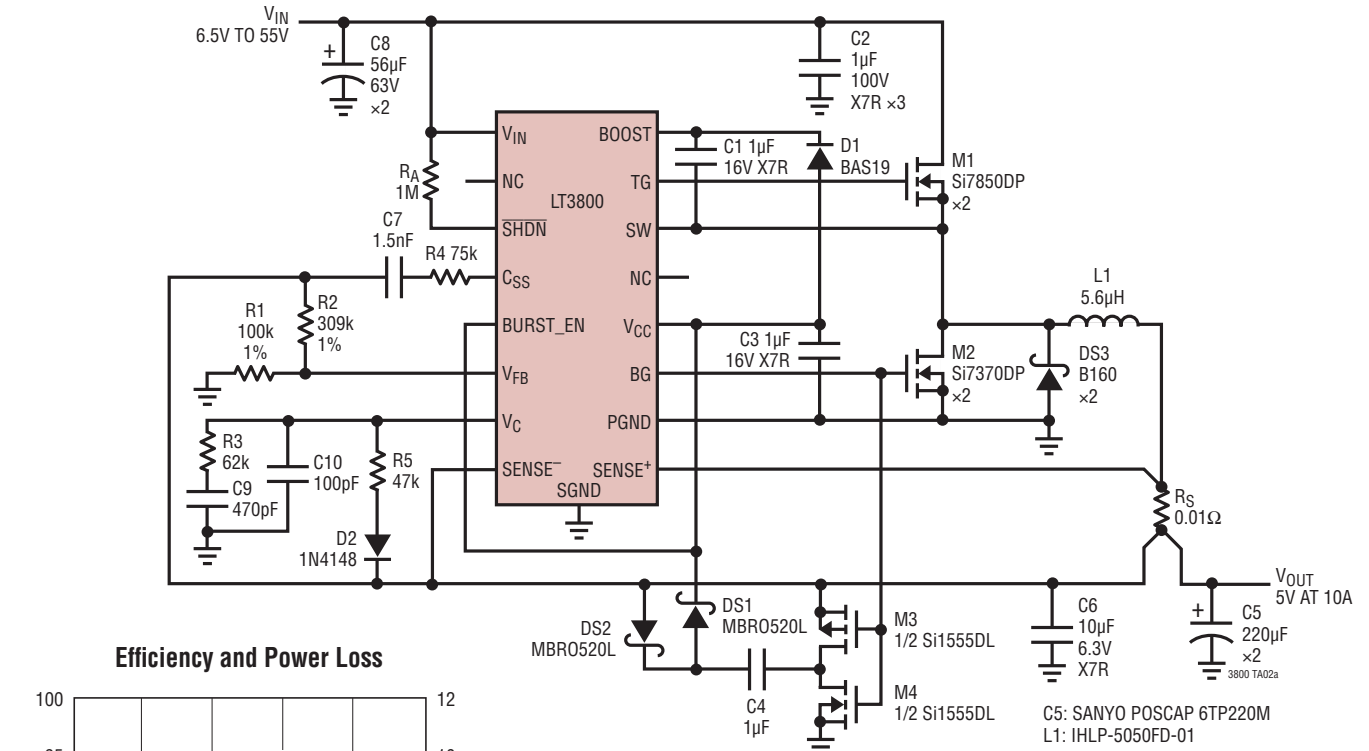 VIN
6.5V TO 55V
+
C8
56µF
63V
×2
C2
1µF
100V
X7R ×3
RA
1M
VIN
NC
SHDN
CSS
BURST_EN
VFB
VC
SENSE–
LT3800
SGND
BOOST
TG
SW
NC
VCC
BG
PGND
SENSE+
C1 1µF
16V X7R
D1
BAS19
M1
Si7850DP
×2
C7
1.5nF
R4 75k
R1
100k
1%
R2
309k
1%
C3 1µF
16V X7R
L1
5.6µH
M2
Si7370DP
×2
DS3
B160
×2
R3
62k
C9
470pF
C10
100pF
R5
47k
D2
1N4148
RS
0.01Ω
VOUT
5V AT 10A
DS2
MBRO520L
DS1
MBRO520L
C4
1µF
M3
1/2 Si1555DL
M4
1/2 Si1555DL
C6
10µF
6.3V
X7R
+
C5
220µF
×2
3800 TA02a
C5: SANYO POSCAP 6TP220M
L1: IHLP-5050FD-01
Efficiency and Power Loss
100
12